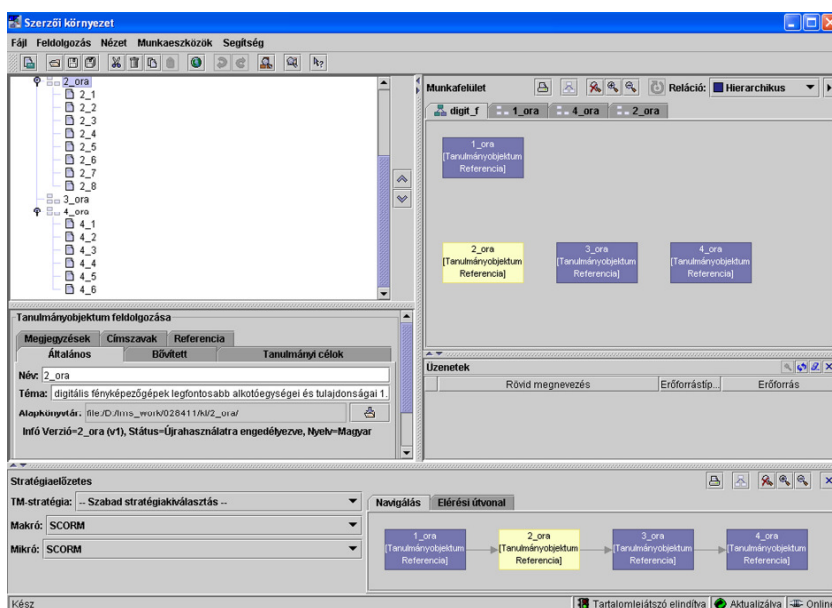 Szerzői környezet
Fájl Feldolgozás Nézet Munkaeszközök Segítség
2_ora
2_1
2_2
2_3
2_4
2_5
2_6
2_7
2_8
3_ora
4_ora
4_1
4_2
4_3
4_4
4_5
4_6
Munkafelület Reláció: Hierarchikus
digit_f 1_ora 4_ora 2_ora
1_ora
[Tanulmányobjektum
Referencia]
2_ora
[Tanulmányobjektum
Referencia]
3_ora
[Tanulmányobjektum
Referencia]
4_ora
[Tanulmányobjektum
Referencia]
Tanulmányobjektum feldolgozása
Megjegyzések Címszavak Referencia
Általános Bővített Tanulmányi célok
Név: 2_ora
Téma: digitális fényképezőgépek legfontosabb alkotóegységei és tulajdonságai 1.
Alapkönyvtár: file:/D:/lms_work/028411/kl/2_ora/
Infó Verzió=2_ora (v1), Státus=Újrahasználatra engedélyezve, Nyelv=Magyar
Üzenetek
Rövid megnevezés Erőforrástíp... Erőforrás
Stratégiaelőzetes
TM-stratégia: -- Szabad stratégiakiválasztás --
Makró: SCORM
Mikró: SCORM
Navigálás Elérési útvonal
1_ora
[Tanulmányobjektum
Referencia]
2_ora
[Tanulmányobjektum
Referencia]
3_ora
[Tanulmányobjektum
Referencia]
4_ora
[Tanulmányobjektum
Referencia]
Kész Tartalomlejátszó elindítva Aktualizálva Online